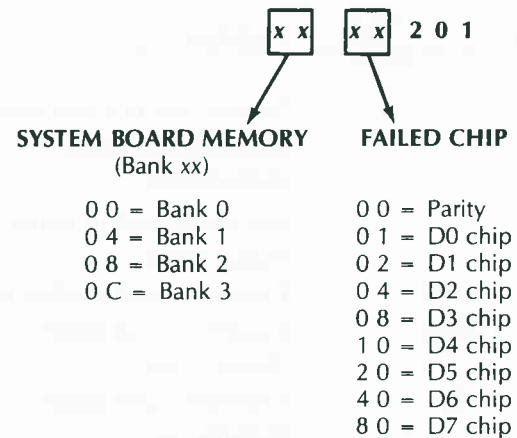 x x x x 2 0 1
SYSTEM BOARD MEMORY
(Bank xx)
0 0 = Bank 0
0 4 = Bank 1
0 8 = Bank 2
0 C = Bank 3
FAILED CHIP
0 0 = Parity
0 1 = D0 chip
0 2 = D1 chip
0 4 = D2 chip
0 8 = D3 chip
1 0 = D4 chip
2 0 = D5 chip
4 0 = D6 chip
8 0 = D7 chip